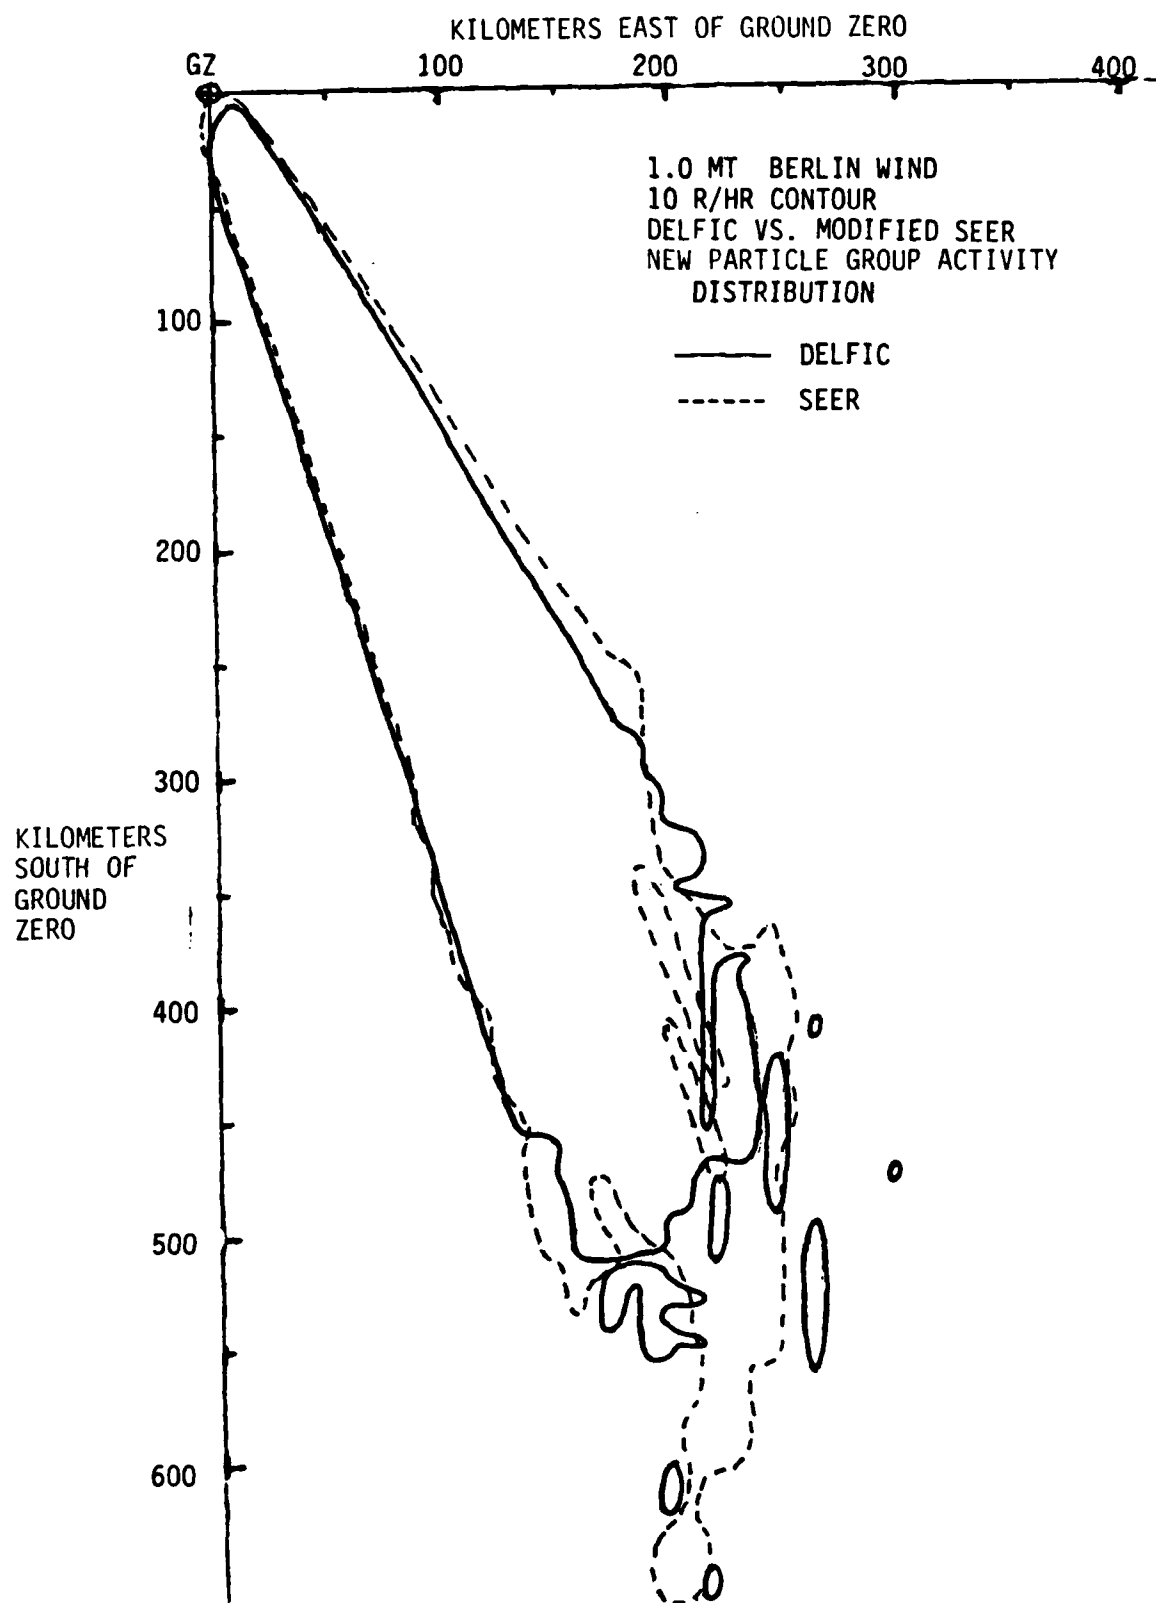 KILOMETERS EAST OF GROUND ZERO
GZ 100 200 300 400
1.0 MT BERLIN WIND
10 R/HR CONTOUR
DELFIC VS. MODIFIED SEER
NEW PARTICLE GROUP ACTIVITY
DISTRIBUTION
DELFIC
SEER
100
200
300
KILOMETERS
SOUTH OF
GROUND
ZERO
400
500
600